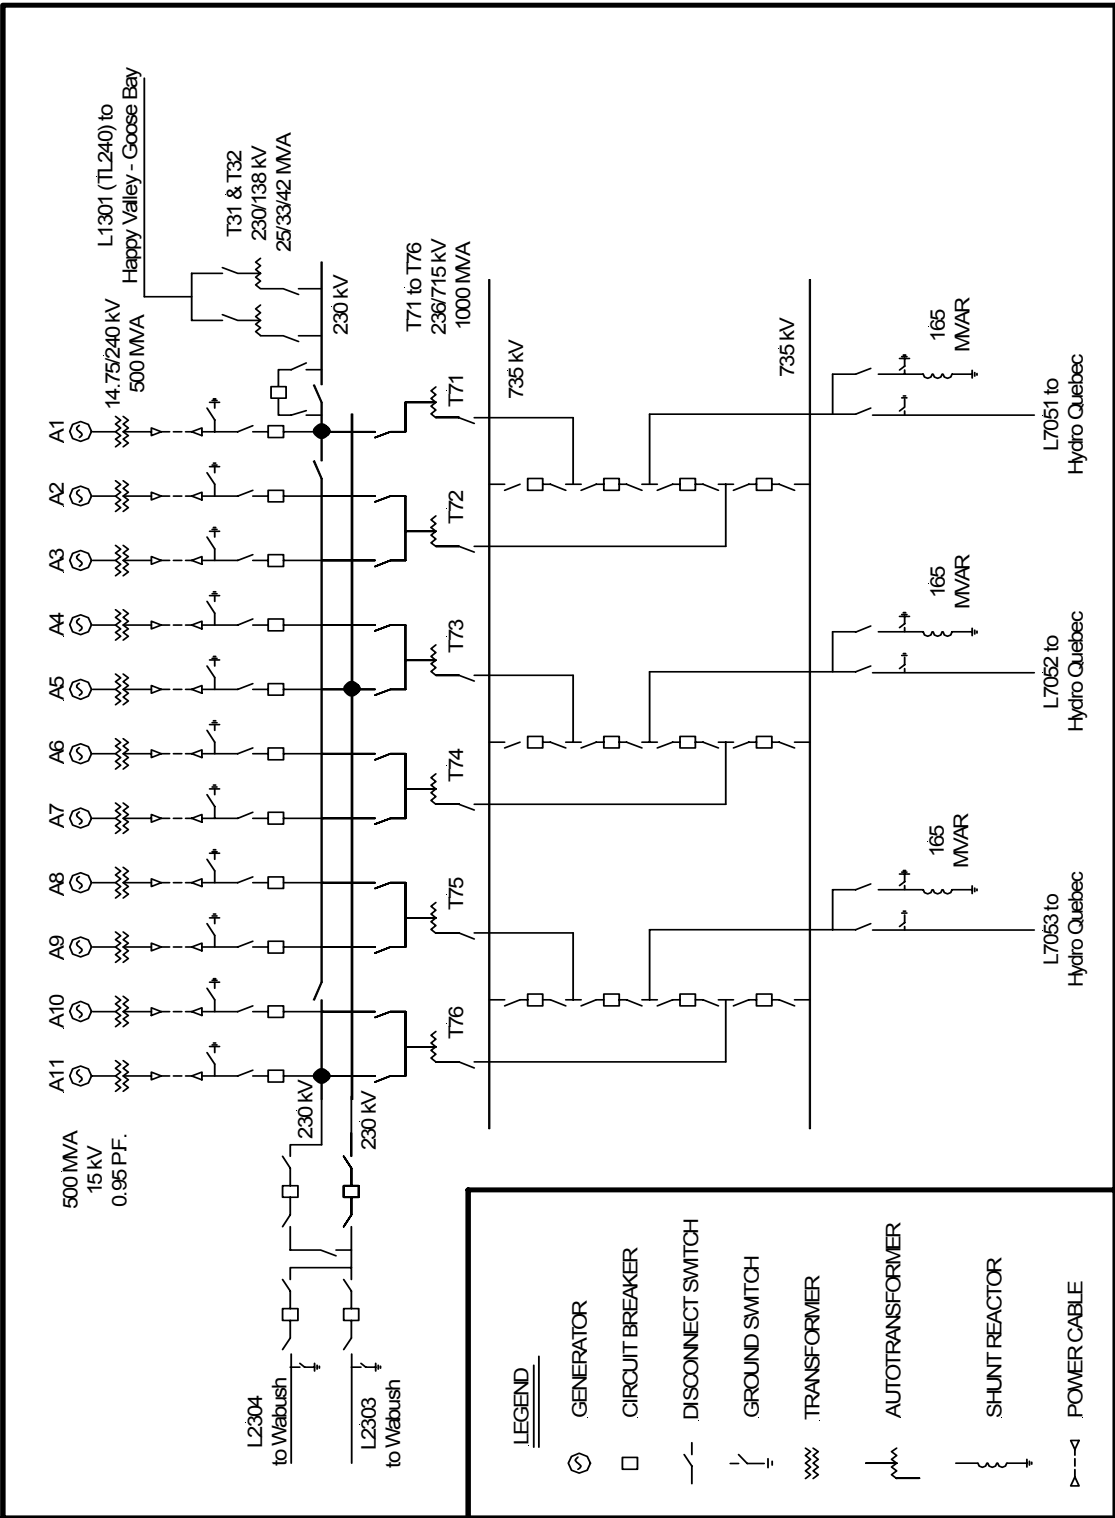 L1301 (TL240) to
Happy Valley - Goose Bay
T31 & T32
230/138 kV
25/33/42 MVA
14.75/240 kV
500 MVA
A1
A2
A3
A4
A5
A6
A7
A8
A9
A10
A11
500 MVA
15 kV
0.95 P.F.
230 kV
230 kV
230 kV
T71 to T76
236/715 kV
1000 MVA
T71
T72
T73
T74
T75
T76
735 kV
735 kV
165
MVAR
165
MVAR
165
MVAR
L7051 to
Hydro Quebec
L7052 to
Hydro Quebec
L7053 to
Hydro Quebec
L2304
to Wabush
L2303
to Wabush
LEGEND
GENERATOR
CIRCUIT BREAKER
DISCONNECT SWITCH
GROUND SWITCH
TRANSFORMER
AUTOTRANSFORMER
SHUNT REACTOR
POWER CABLE